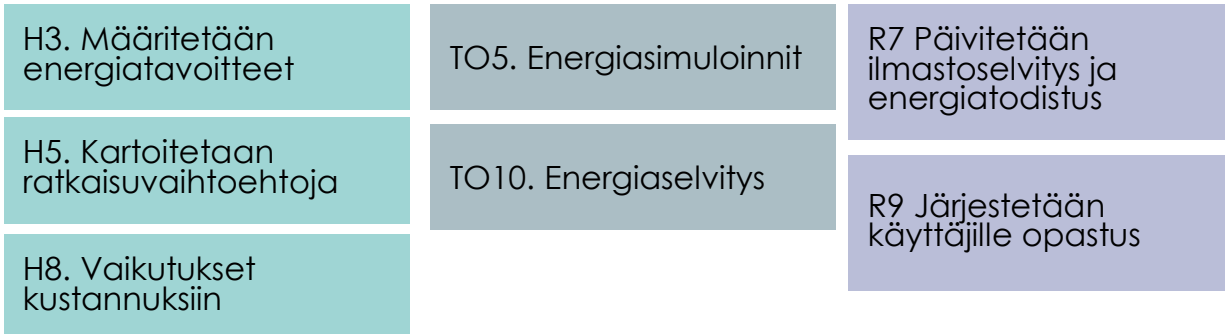 H3. Määritetään
energiatavoitteet
H5. Kartoitetaan
ratkaisuvaihtoehtoja
H8. Vaikutukset
kustannuksiin
TO5. Energiasimuloinnit
TO10. Energiaselvitys
R7 Päivitetään
ilmastoselvitys ja
energiatodistus
R9 Järjestetään
käyttäjille opastus